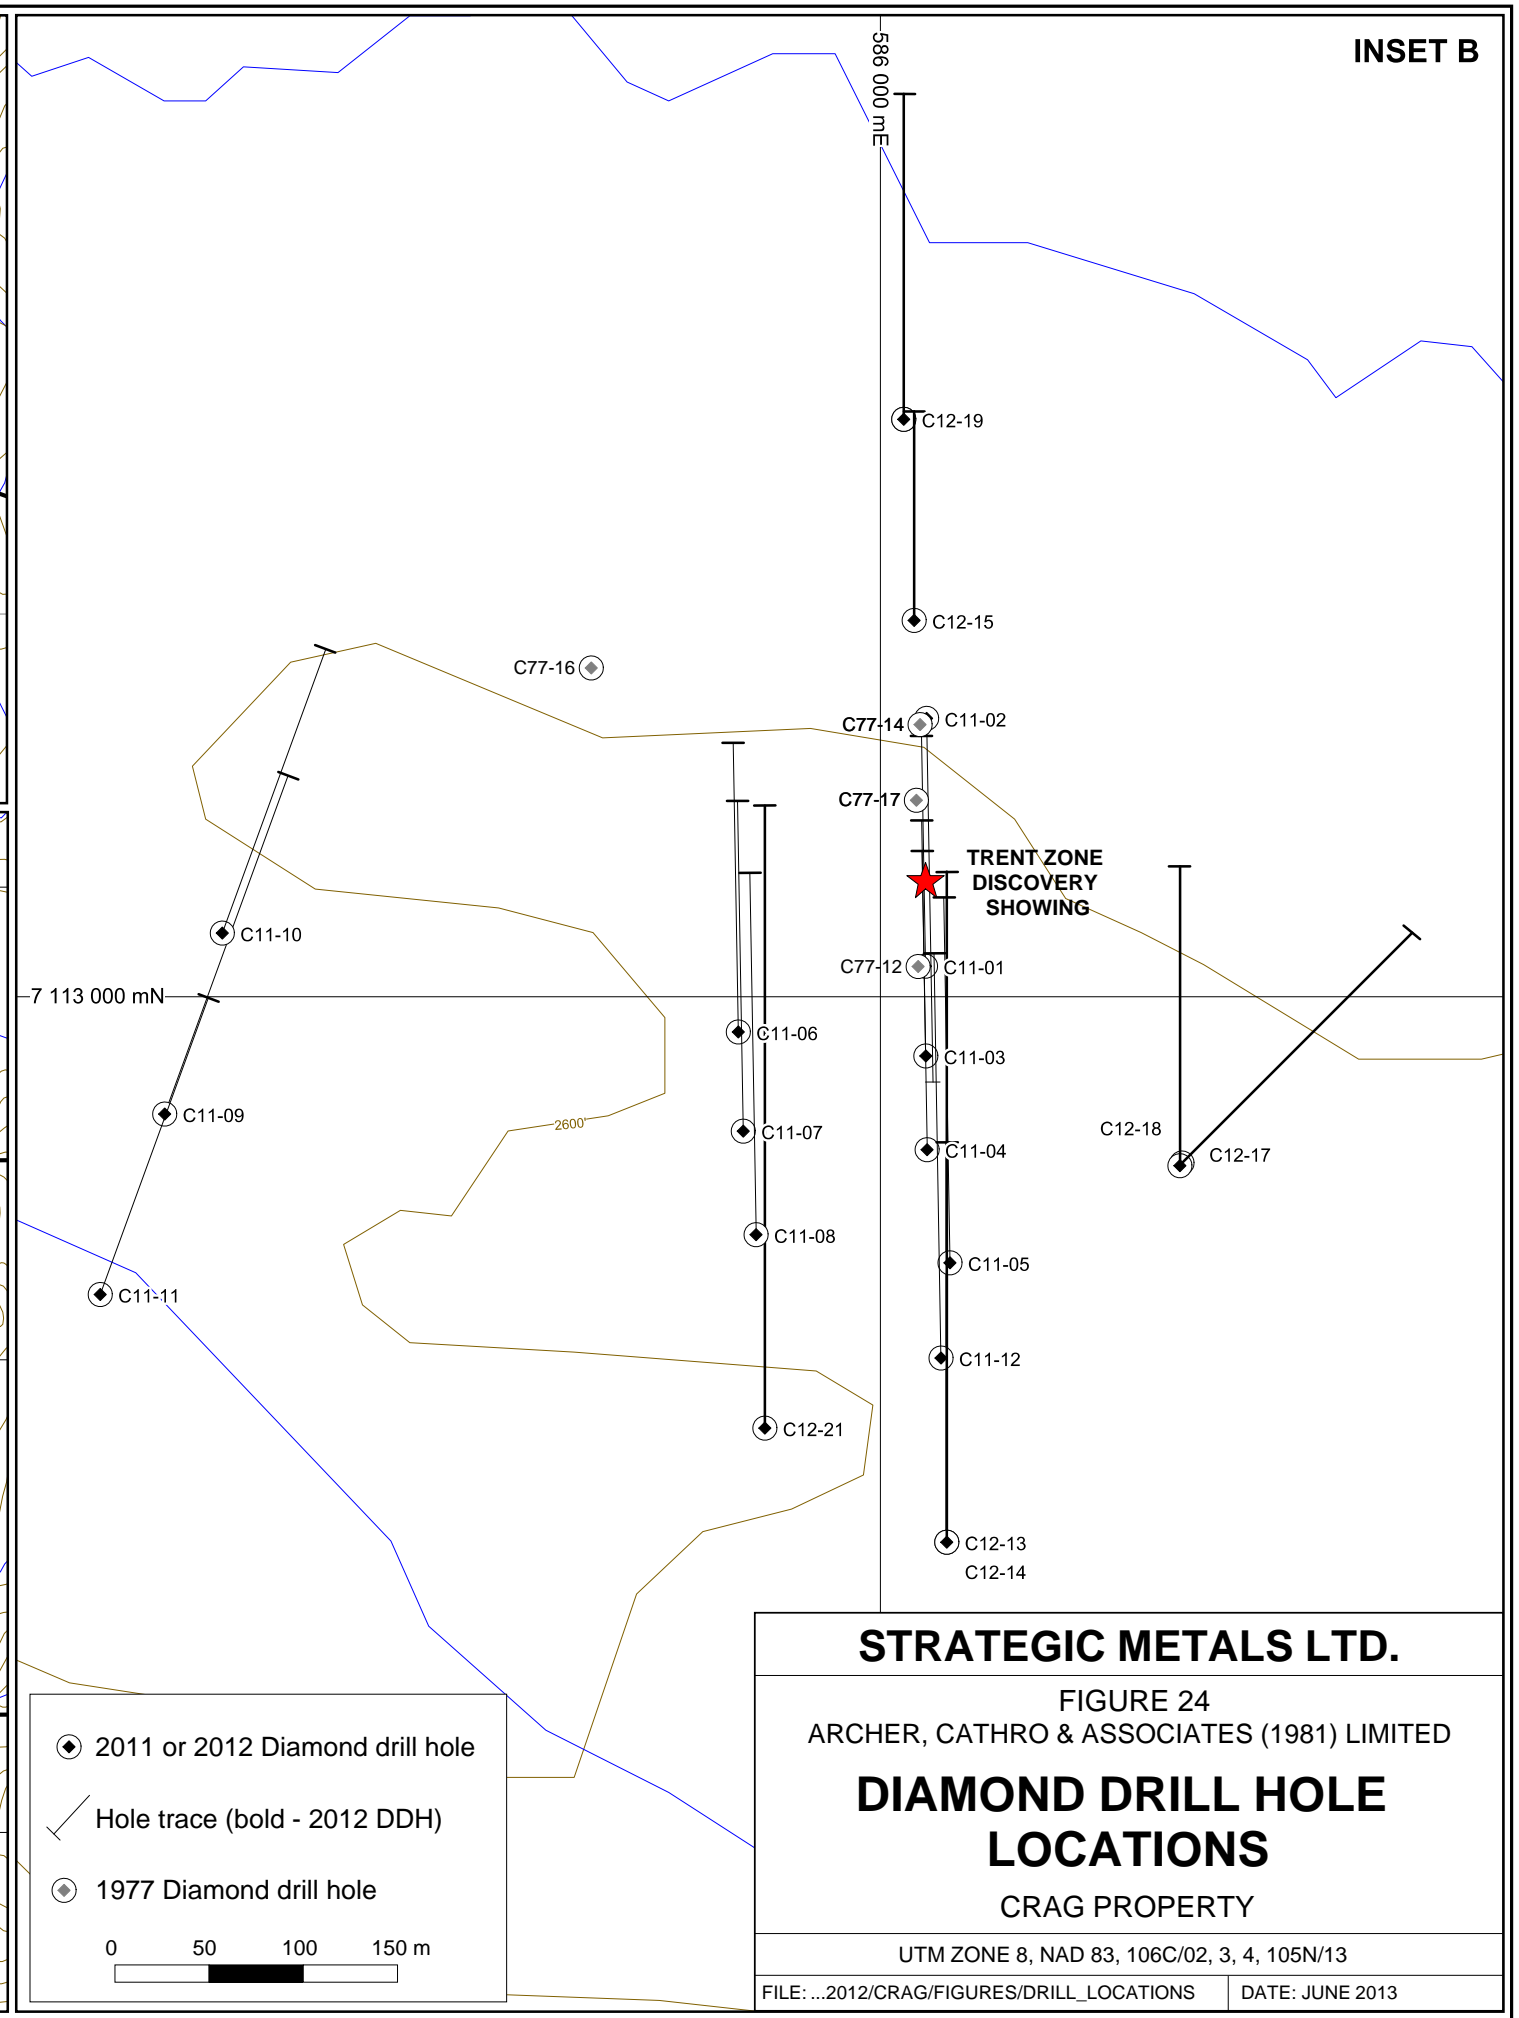 INSET B
586 000 mE
C12-19
C12-15
C77-16
C77-14
C11-02
C77-17
TRENT ZONE
DISCOVERY
SHOWING
C11-10
C77-12
C11-01
7 113 000 mN
C11-06
C11-03
C11-09
2600'
C11-07
C12-18
C12-17
C11-04
C11-08
C11-05
C11-11
C11-12
C12-21
C12-13
C12-14
STRATEGIC METALS LTD.
FIGURE 24
ARCHER, CATHRO & ASSOCIATES (1981) LIMITED
DIAMOND DRILL HOLE
LOCATIONS
CRAG PROPERTY
UTM ZONE 8, NAD 83, 106C/02, 3, 4, 105N/13
FILE: ...2012/CRAG/FIGURES/DRILL_LOCATIONS
DATE: JUNE 2013
2011 or 2012 Diamond drill hole
Hole trace (bold - 2012 DDH)
1977 Diamond drill hole
0 50 100 150 m